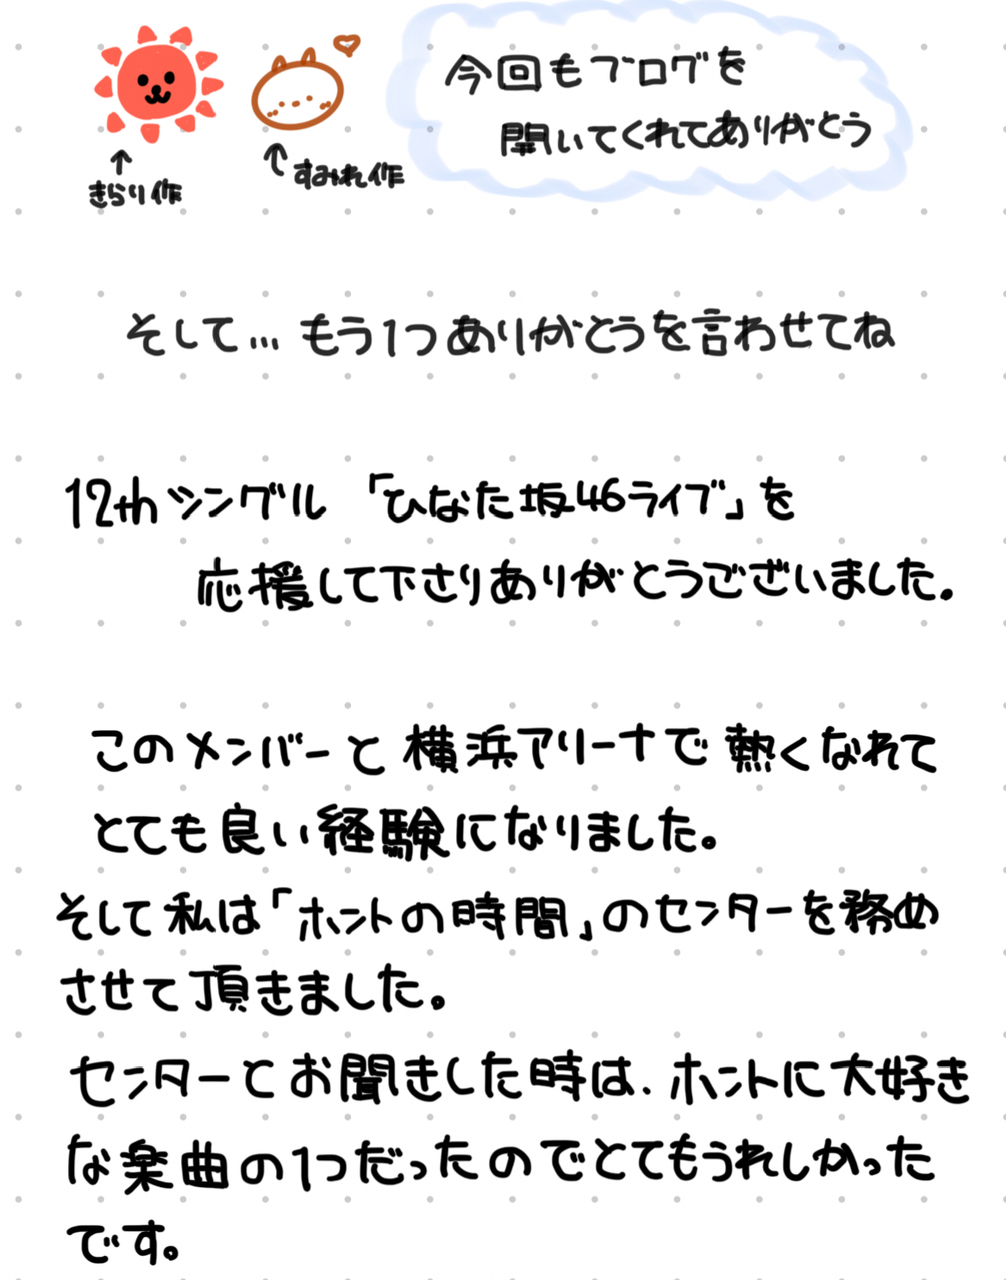 今回もブログを
開いてくれてありがとう
↑
きらり作
↑
すみれ作
そして…もう1つありがとうを言わせてね
12thシングル「ひなた坂46ライブ」を
応援して下さりありがとうございました.
このメンバーと横浜アリーナで熱くなれて
とても良い経験になりました。
そして私は「ホントの時間」のセンターを務め
させて頂きました。
センターとお聞きした時は、ホントに大好き
な楽曲の1つだったのでとてもうれしかった
です。